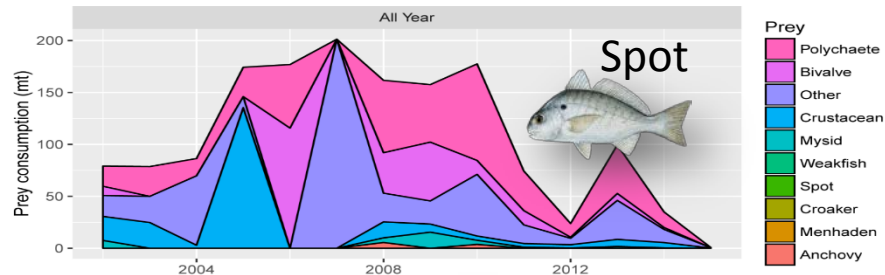 All Year
Spot
Prey consumption (mt)
200
150
100
50
0
2004
2008
2012
Prey
Polychaete
Bivalve
Other
Crustacean
Mysid
Weakfish
Spot
Croaker
Menhaden
Anchovy